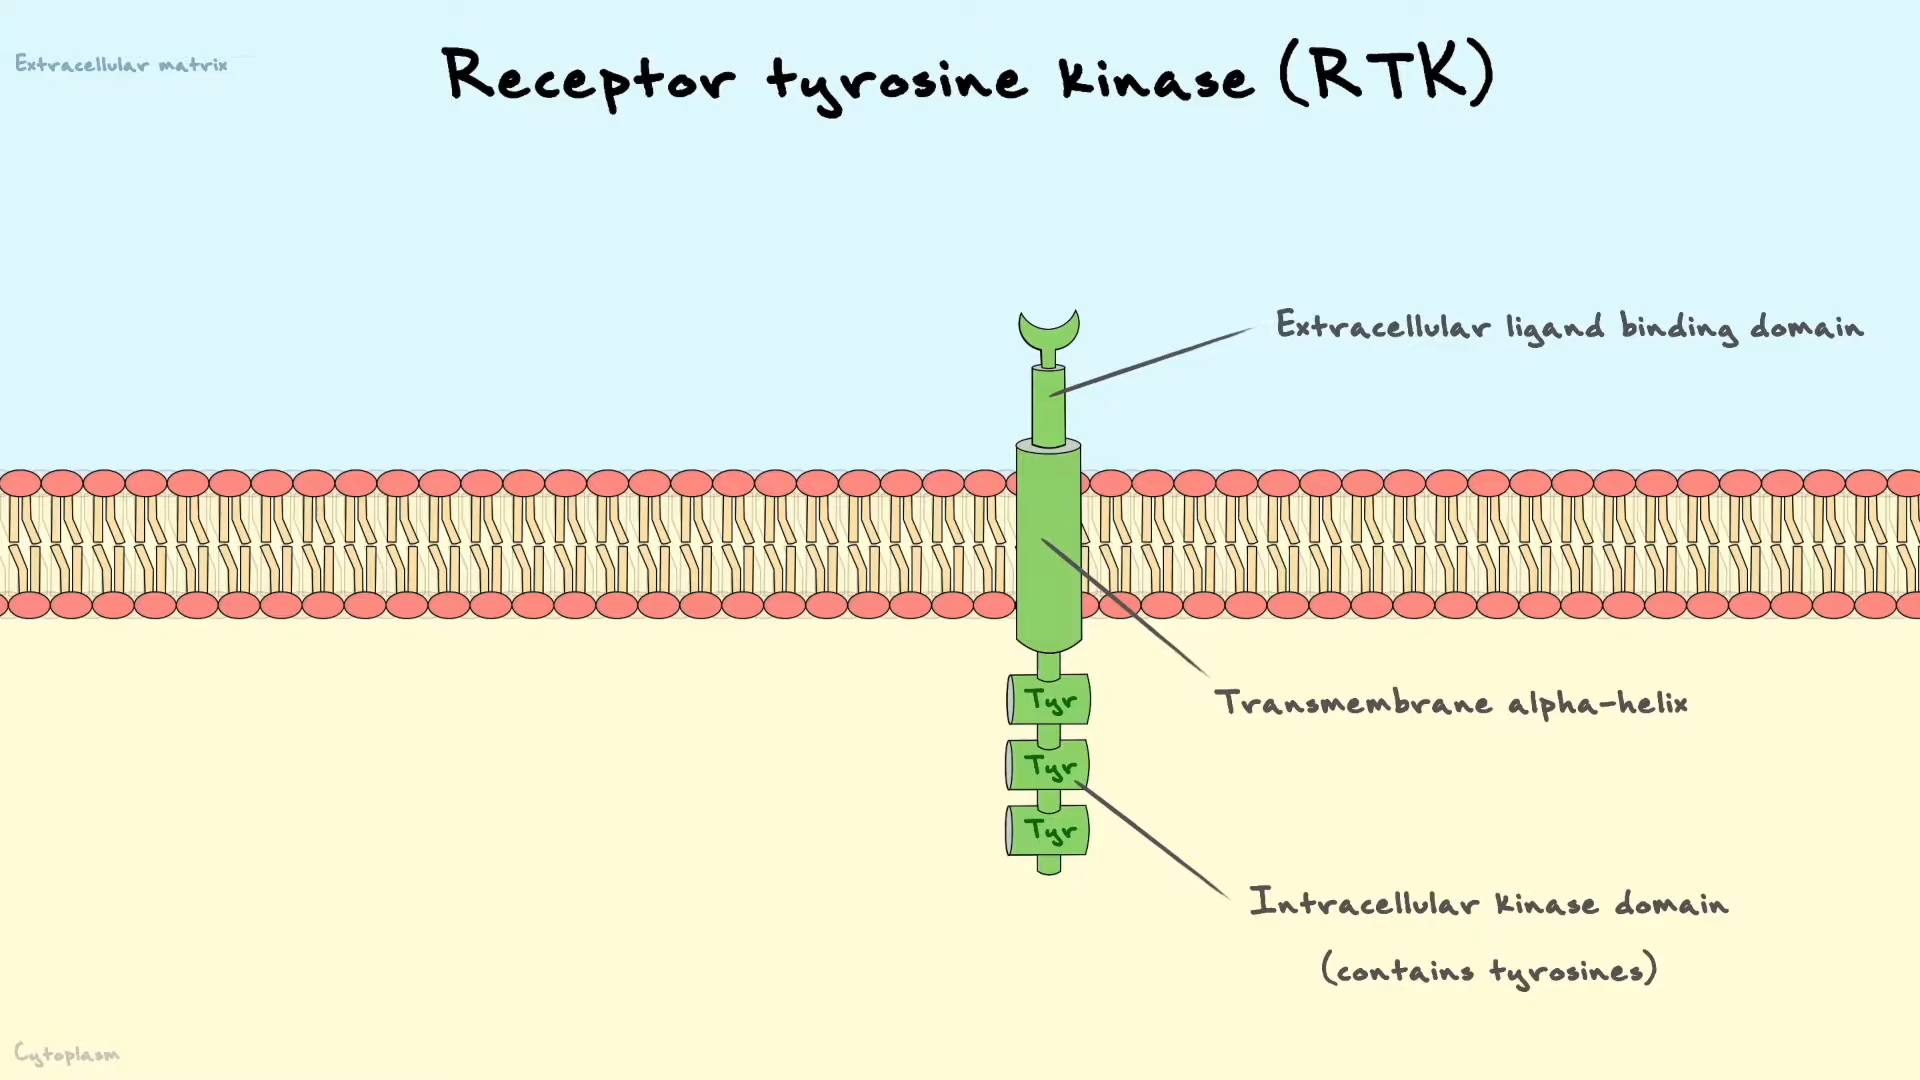 Extracellular matrix
Receptor tyrosine kinase (RTK)
Extracellular ligand binding domain
Transmembrane alpha-helix
Tyr
Tyr
Tyr
Intracellular kinase domain
(contains tyrosines)
Cytoplasm